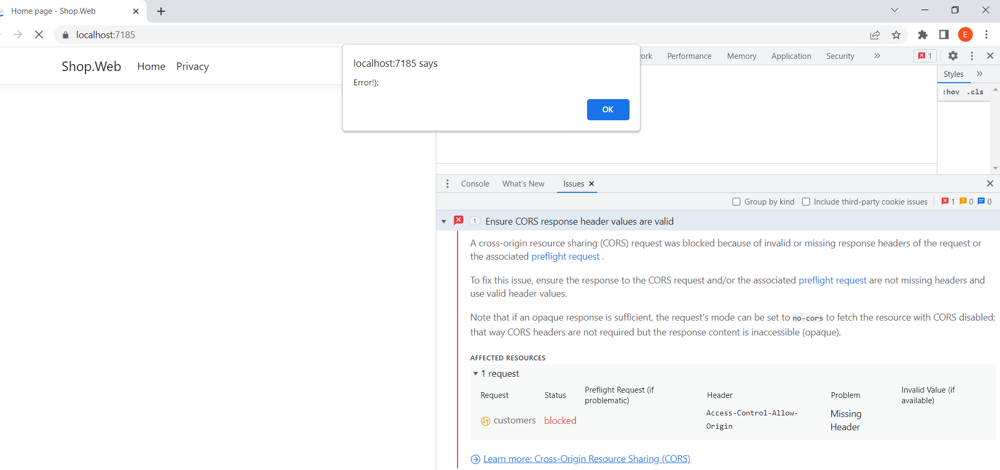 Home page - Shop.Web
localhost:7185
E
Shop.Web Home Privacy
localhost:7185 says
Error!);
OK
ork Performance Memory Application Security 1
Styles
:hov .cls
Console What's New Issues
Group by kind Include third-party cookie issues 1 0 0
1 Ensure CORS response header values are valid
A cross-origin resource sharing (CORS) request was blocked because of invalid or missing response headers of the request or
the associated preflight request .
To fix this issue, ensure the response to the CORS request and/or the associated preflight request are not missing headers and
use valid header values.
Note that if an opaque response is sufficient, the request's mode can be set to no-cors to fetch the resource with CORS disabled;
that way CORS headers are not required but the response content is inaccessible (opaque).
AFFECTED RESOURCES
1 request
Request Status Preflight Request (if
problematic) Header Problem Invalid Value (if
available)
customers blocked Access-Control-Allow-
Origin Missing
Header
Learn more: Cross-Origin Resource Sharing (CORS)